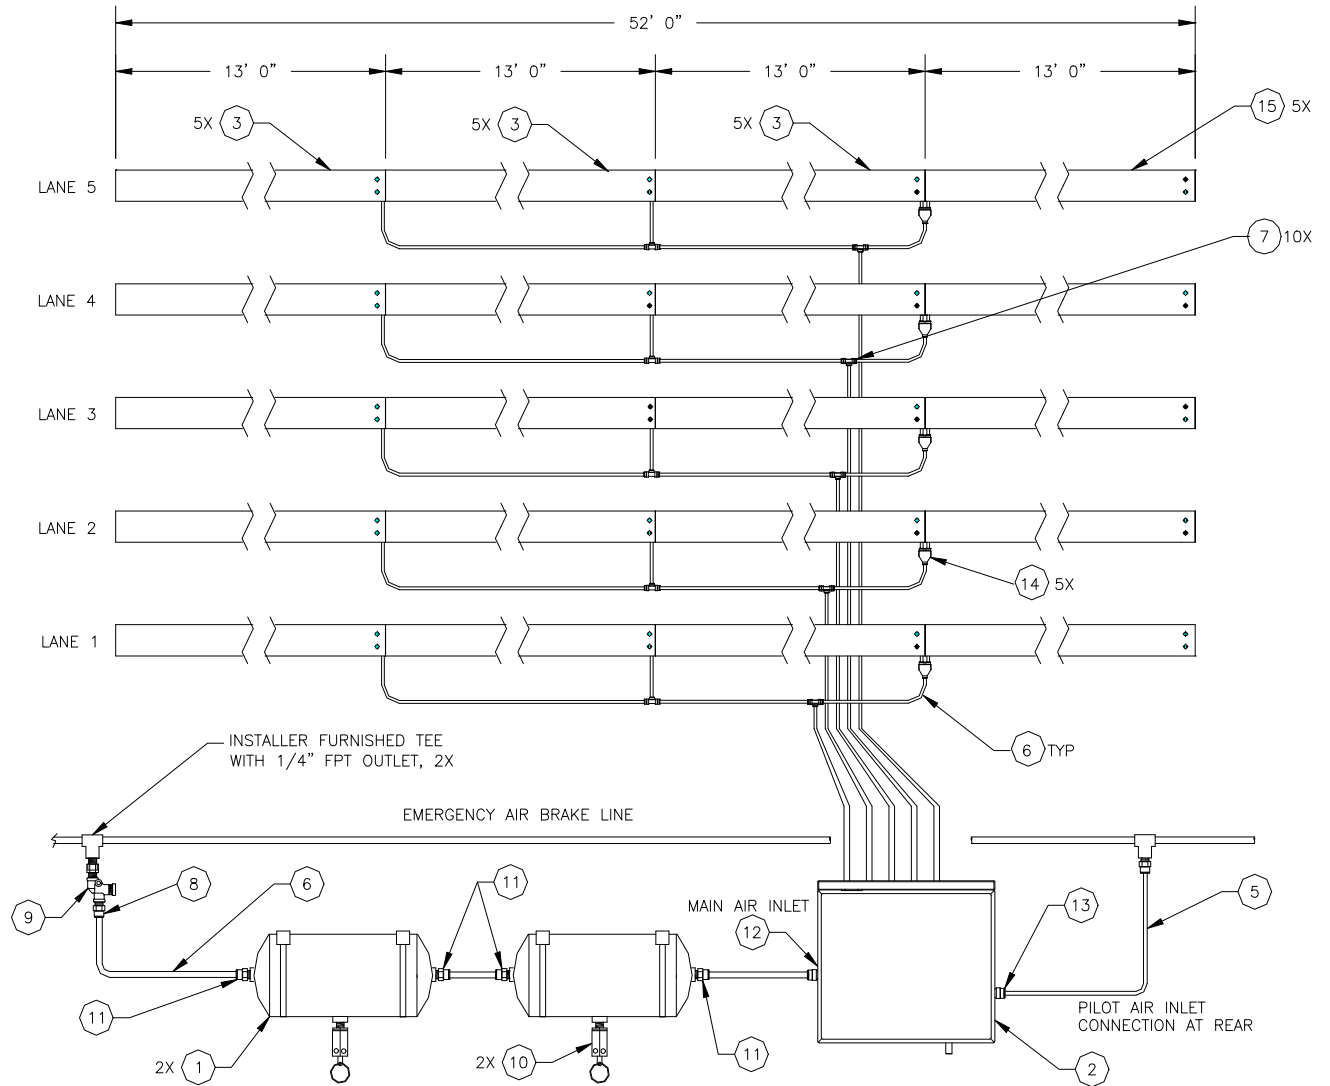 52' 0"
13' 0" 13' 0" 13' 0" 13' 0"
5X 3 5X 3 5X 3 15 5X
LANE 5
7 10X
LANE 4
LANE 3
LANE 2
14 5X
LANE 1
INSTALLER FURNISHED TEE
WITH 1/4" FPT OUTLET, 2X
6 TYP
EMERGENCY AIR BRAKE LINE
8 6 11
9
MAIN AIR INLET
12
13
5
11
PILOT AIR INLET
CONNECTION AT REAR
2X 1
2X 10
11
2